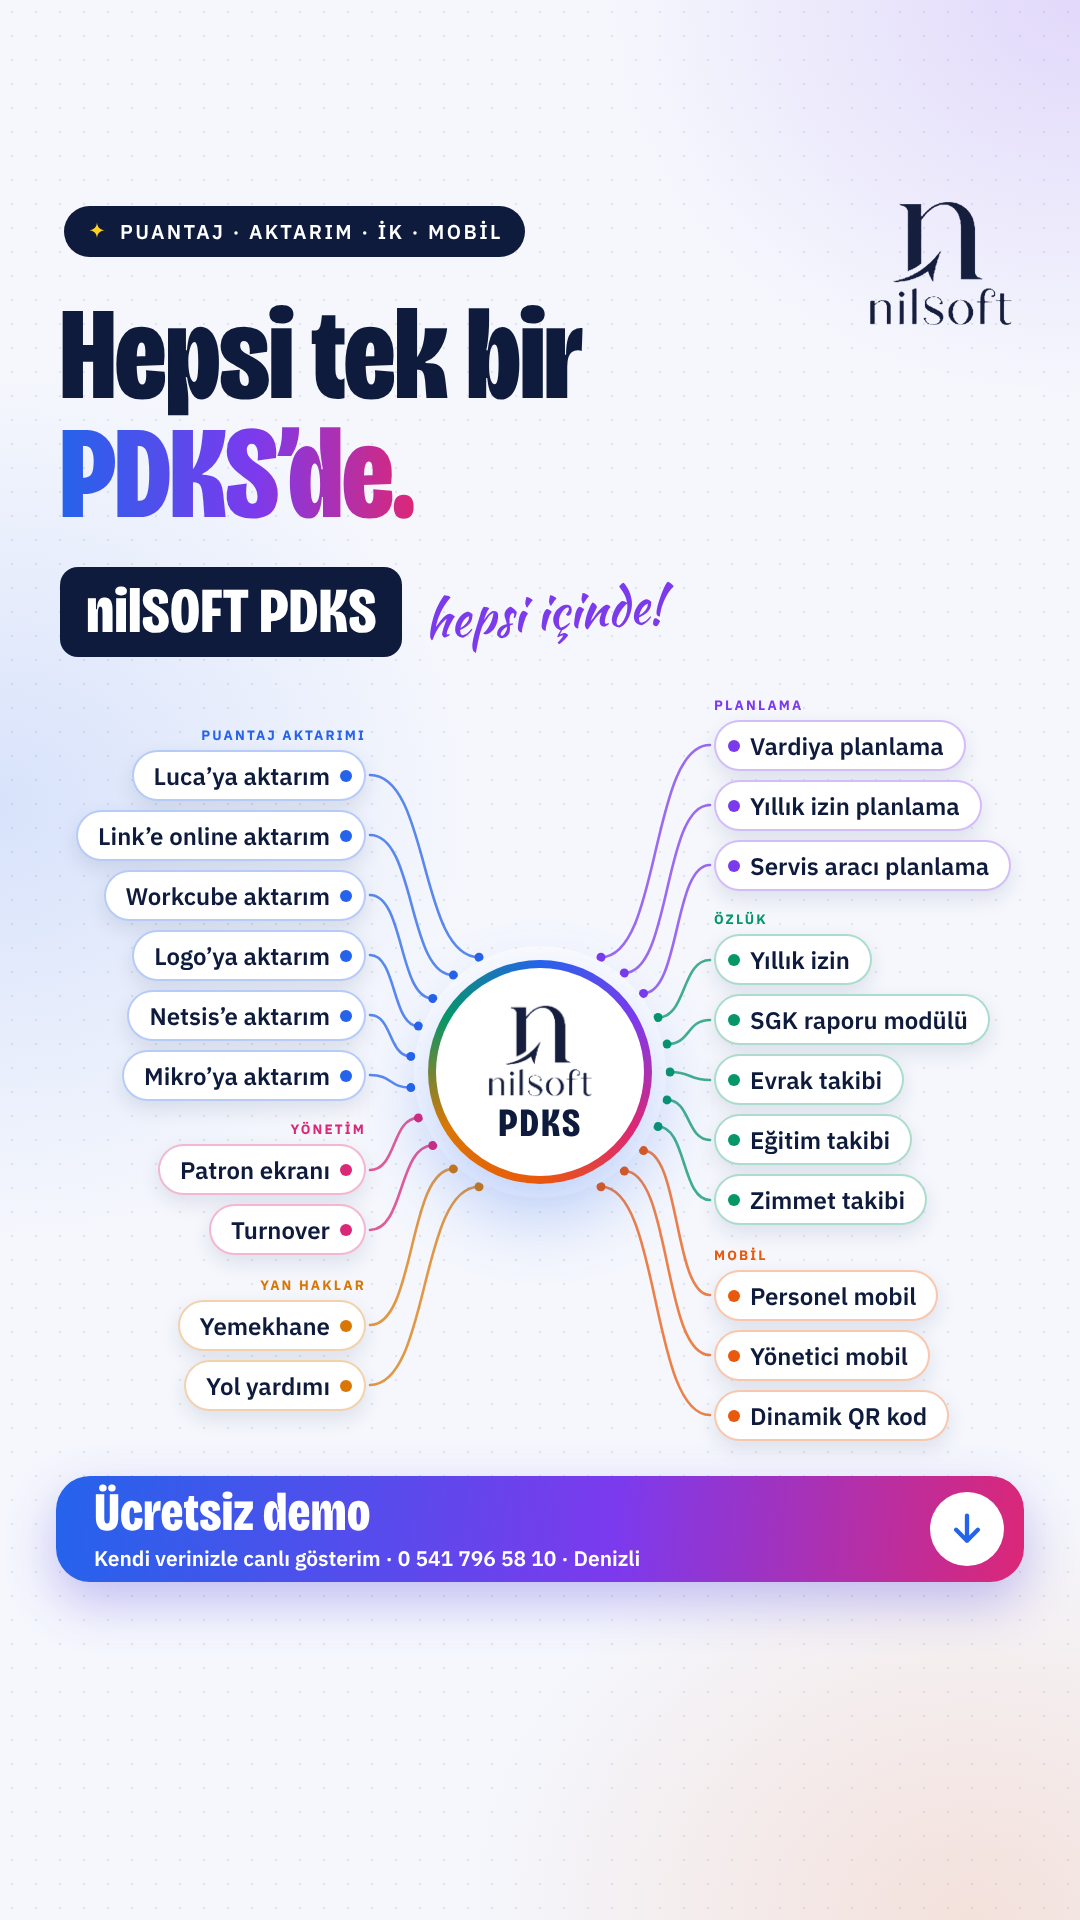 ✦ PUANTAJ · AKTARIM · İK · MOBİL
nilsoft
Hepsi tek bir
PDKS'de.
nilSOFT PDKS
hepsi içinde!
PUANTAJ AKTARIMI
Luca'ya aktarım
Link'e online aktarım
Workcube aktarım
Logo'ya aktarım
Netsis'e aktarım
Mikro'ya aktarım
YÖNETİM
Patron ekranı
Turnover
YAN HAKLAR
Yemekhane
Yol yardımı
nilsoft
PDKS
PLANLAMA
Vardiya planlama
Yıllık izin planlama
Servis aracı planlama
ÖZLÜK
Yıllık izin
SGK raporu modülü
Evrak takibi
Eğitim takibi
Zimmet takibi
MOBİL
Personel mobil
Yönetici mobil
Dinamik QR kod
Ücretsiz demo
Kendi verinizle canlı gösterim · 0 541 796 58 10 · Denizli